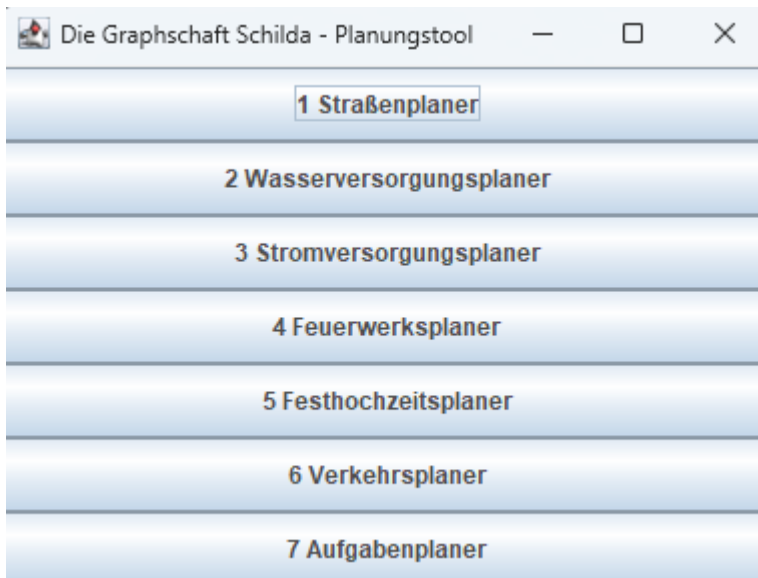 Die Graphschaft Schilda - Planungstool
1 Straßenplaner
2 Wasserversorgungsplaner
3 Stromversorgungsplaner
4 Feuerwerksplaner
5 Festhochzeitsplaner
6 Verkehrsplaner
7 Aufgabenplaner